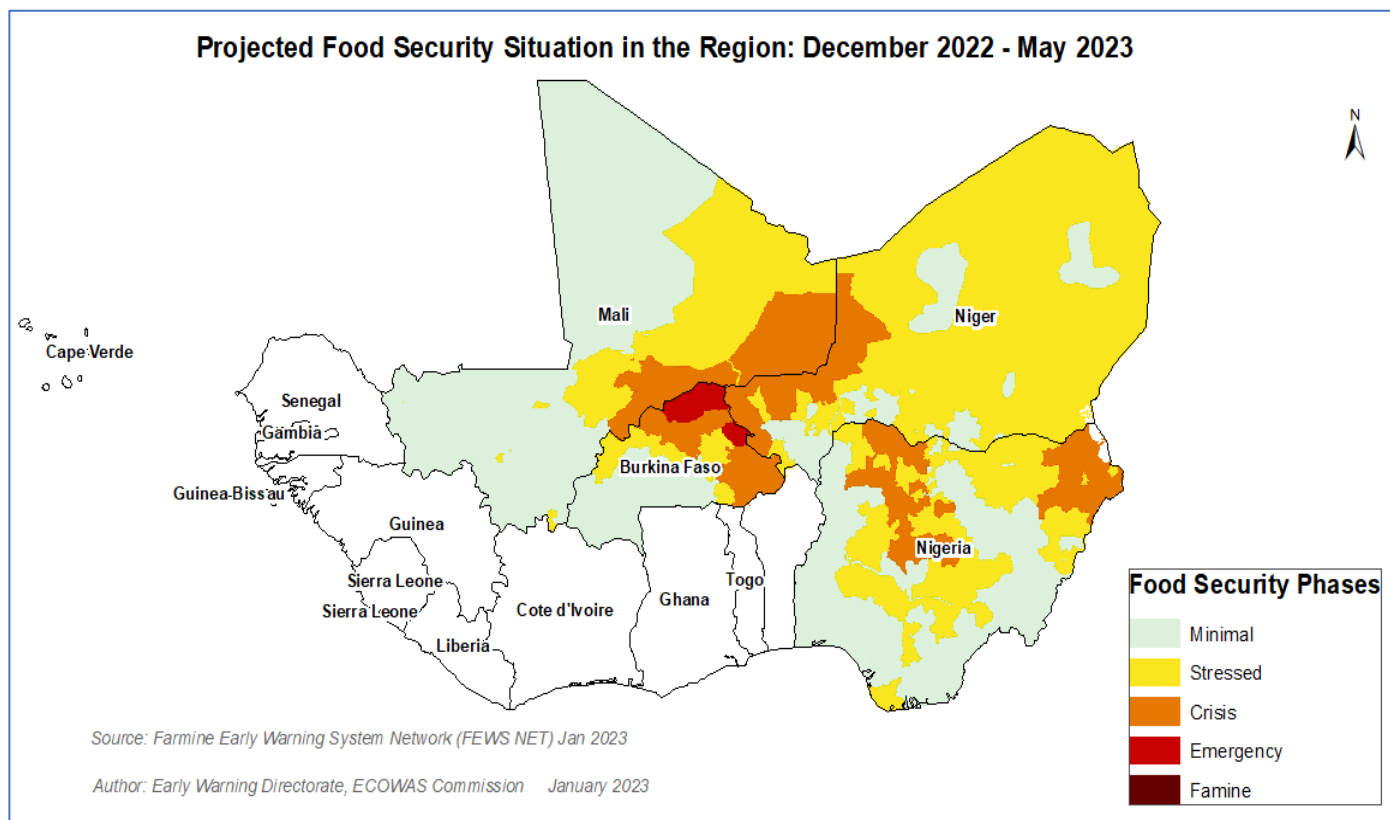 Projected Food Security Situation in the Region: December 2022 - May 2023
N
Mali
Niger
Cape Verde
Senegal
Gambia
Burkina Faso
Guinea-Bissau
Guinea
Nigeria
Sierra Leone
Togo
Ghana
Cote d'Ivoire
Sierra Leone
Liberia
Food Security Phases
Minimal
Stressed
Crisis
Emergency
Famine
Source: Farmine Early Warning System Network (FEWS NET) Jan 2023
Author: Early Warning Directorate, ECOWAS Commission January 2023